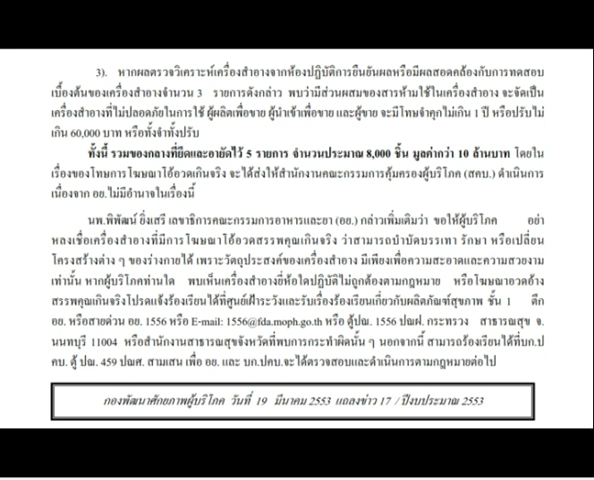 3). หากผลตรวจวิเคราะห์เครื่องสำอางจากห้องปฏิบัติการยืนยันผลหรือมีผลสอดคล้องกับการทดสอบ
เบื้องต้นของเครื่องสำอางจำนวน 3 รายการดังกล่าว พบว่ามีส่วนผสมของสารห้ามใช้ในเครื่องสำอาง จะจัดเป็น
เครื่องสำอางที่ไม่ปลอดภัยในการใช้ ผู้ผลิตเพื่อขาย ผู้นำเข้าเพื่อขาย และผู้ขาย จะมีโทษจำคุกไม่เกิน 1 ปี หรือปรับไม่
เกิน 60,000 บาท หรือทั้งจำทั้งปรับ
ทั้งนี้ รวมของกลางที่ยึดและอายัดไว้ 5 รายการ จำนวนประมาณ 8,000 ชิ้น มูลค่ากว่า 10 ล้านบาท โดยใน
เรื่องของโทษการโฆษณาโอ้อวดเกินจริง จะได้ส่งให้สำนักงานคณะกรรมการคุ้มครองผู้บริโภค (สคบ.) ดำเนินการ
เนื่องจาก อย.ไม่มีอำนาจในเรื่องนี้
นพ.พิพัฒน์ ยิ่งเสรี เลขาธิการคณะกรรมการอาหารและยา (อย.) กล่าวเพิ่มเติมว่า ขอให้ผู้บริโภค อย่า
หลงเชื่อเครื่องสำอางที่มีการโฆษณาโอ้อวดสรรพคุณเกินจริง ว่าสามารถบำบัดบรรเทา รักษา หรือเปลี่ยน
โครงสร้างต่าง ๆ ของร่างกายได้ เพราะวัตถุประสงค์ของเครื่องสำอาง มีเพียงเพื่อความสะอาดและความสวยงาม
เท่านั้น หากผู้บริโภคท่านใด พบเห็นเครื่องสำอางยี่ห้อใดปฏิบัติไม่ถูกต้องตามกฎหมาย หรือโฆษณาอวดอ้าง
สรรพคุณเกินจริงโปรดแจ้งร้องเรียนได้ที่ศูนย์เฝ้าระวังและรับเรื่องร้องเรียนเกี่ยวกับผลิตภัณฑ์สุขภาพ ชั้น 1 ตึก
อย. หรือสายด่วน อย. 1556 หรือ E-mail: 1556@fda.moph.go.th หรือ ตู้ปณ. 1556 ปณฝ. กระทรวง สาธารณสุข จ.
นนทบุรี 11004 หรือสำนักงานสาธารณสุขจังหวัดที่พบการกระทำผิดนั้น ๆ นอกจากนี้ สามารถร้องเรียนได้ที่บก.ป
คบ. ตู้ ปณ. 459 ปณศ. สามเสน เพื่อ อย. และ บก.ปคบ.จะได้ตรวจสอบและดำเนินการตามกฎหมายต่อไป
กองพัฒนาศักยภาพผู้บริโภค วันที่ 19 มีนาคม 2553 แถลงข่าว 17 / ปีงบประมาณ 2553